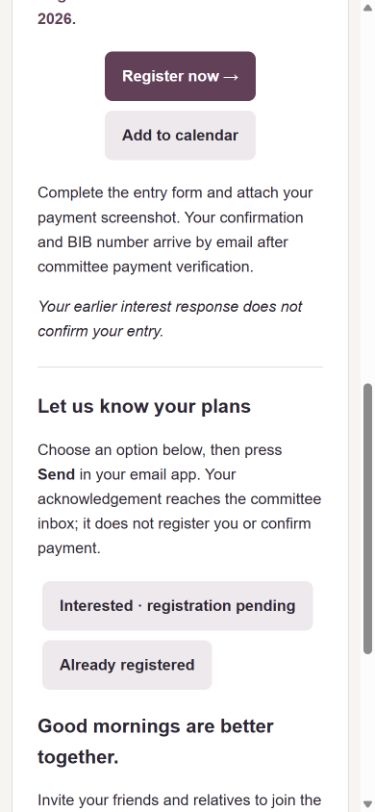 2026.
Register now →
Add to calendar
Complete the entry form and attach your
payment screenshot. Your confirmation
and BIB number arrive by email after
committee payment verification.
Your earlier interest response does not
confirm your entry.
Let us know your plans
Choose an option below, then press
Send in your email app. Your
acknowledgement reaches the committee
inbox; it does not register you or confirm
payment.
Interested · registration pending
Already registered
Good mornings are better
together.
Invite your friends and relatives to join the